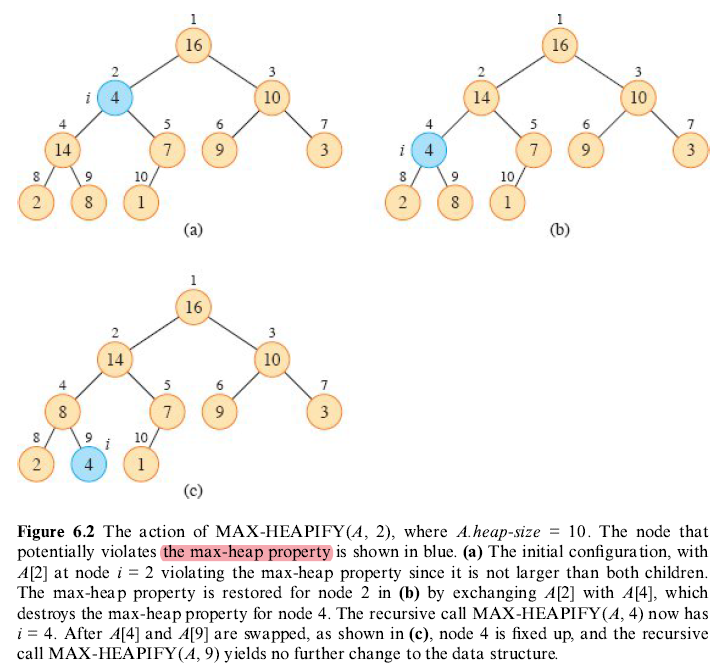 1 1
16 16
2 3 2 3
i 4 10 14 10
4 5 6 7 4 5 6 7
14 7 9 3 i 4 7 9 3
8 9 10 8 9 10
2 8 1 2 8 1
(a) (b)
1
16
2 3
14 10
4 5 6 7
8 7 9 3
8 9 i 10
2 4 1
(c)
Figure 6.2 The action of MAX-HEAPIFY(A, 2), where A.heap-size = 10. The node that
potentially violates the max-heap property is shown in blue. (a) The initial configuration, with
A[2] at node i = 2 violating the max-heap property since it is not larger than both children.
The max-heap property is restored for node 2 in (b) by exchanging A[2] with A[4], which
destroys the max-heap property for node 4. The recursive call MAX-HEAPIFY(A, 4) now has
i = 4. After A[4] and A[9] are swapped, as shown in (c), node 4 is fixed up, and the recursive
call MAX-HEAPIFY(A, 9) yields no further change to the data structure.